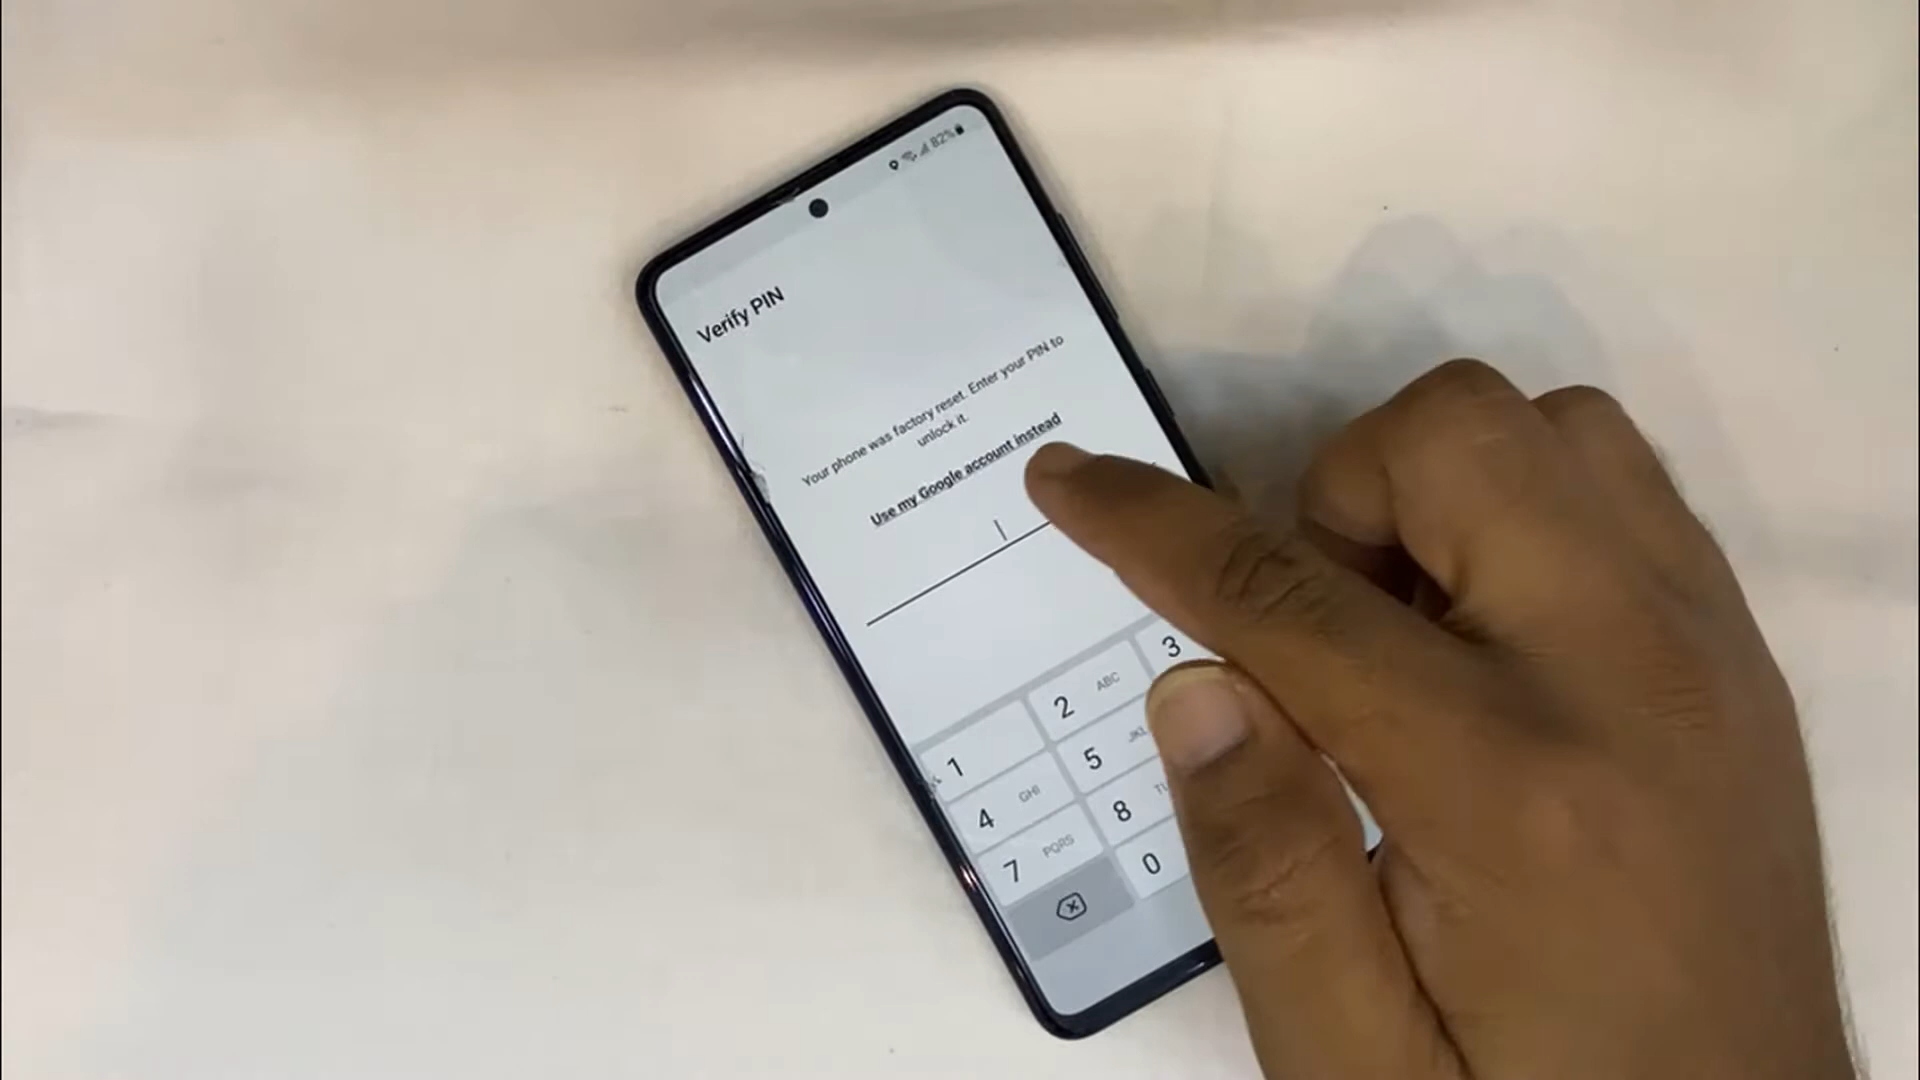 82%
Verify PIN
Your phone was factory reset. Enter your PIN to
unlock it.
Use my Google account instead
1
2 ABC
3
4 GHI
5 JKL
7 PQRS
8
0